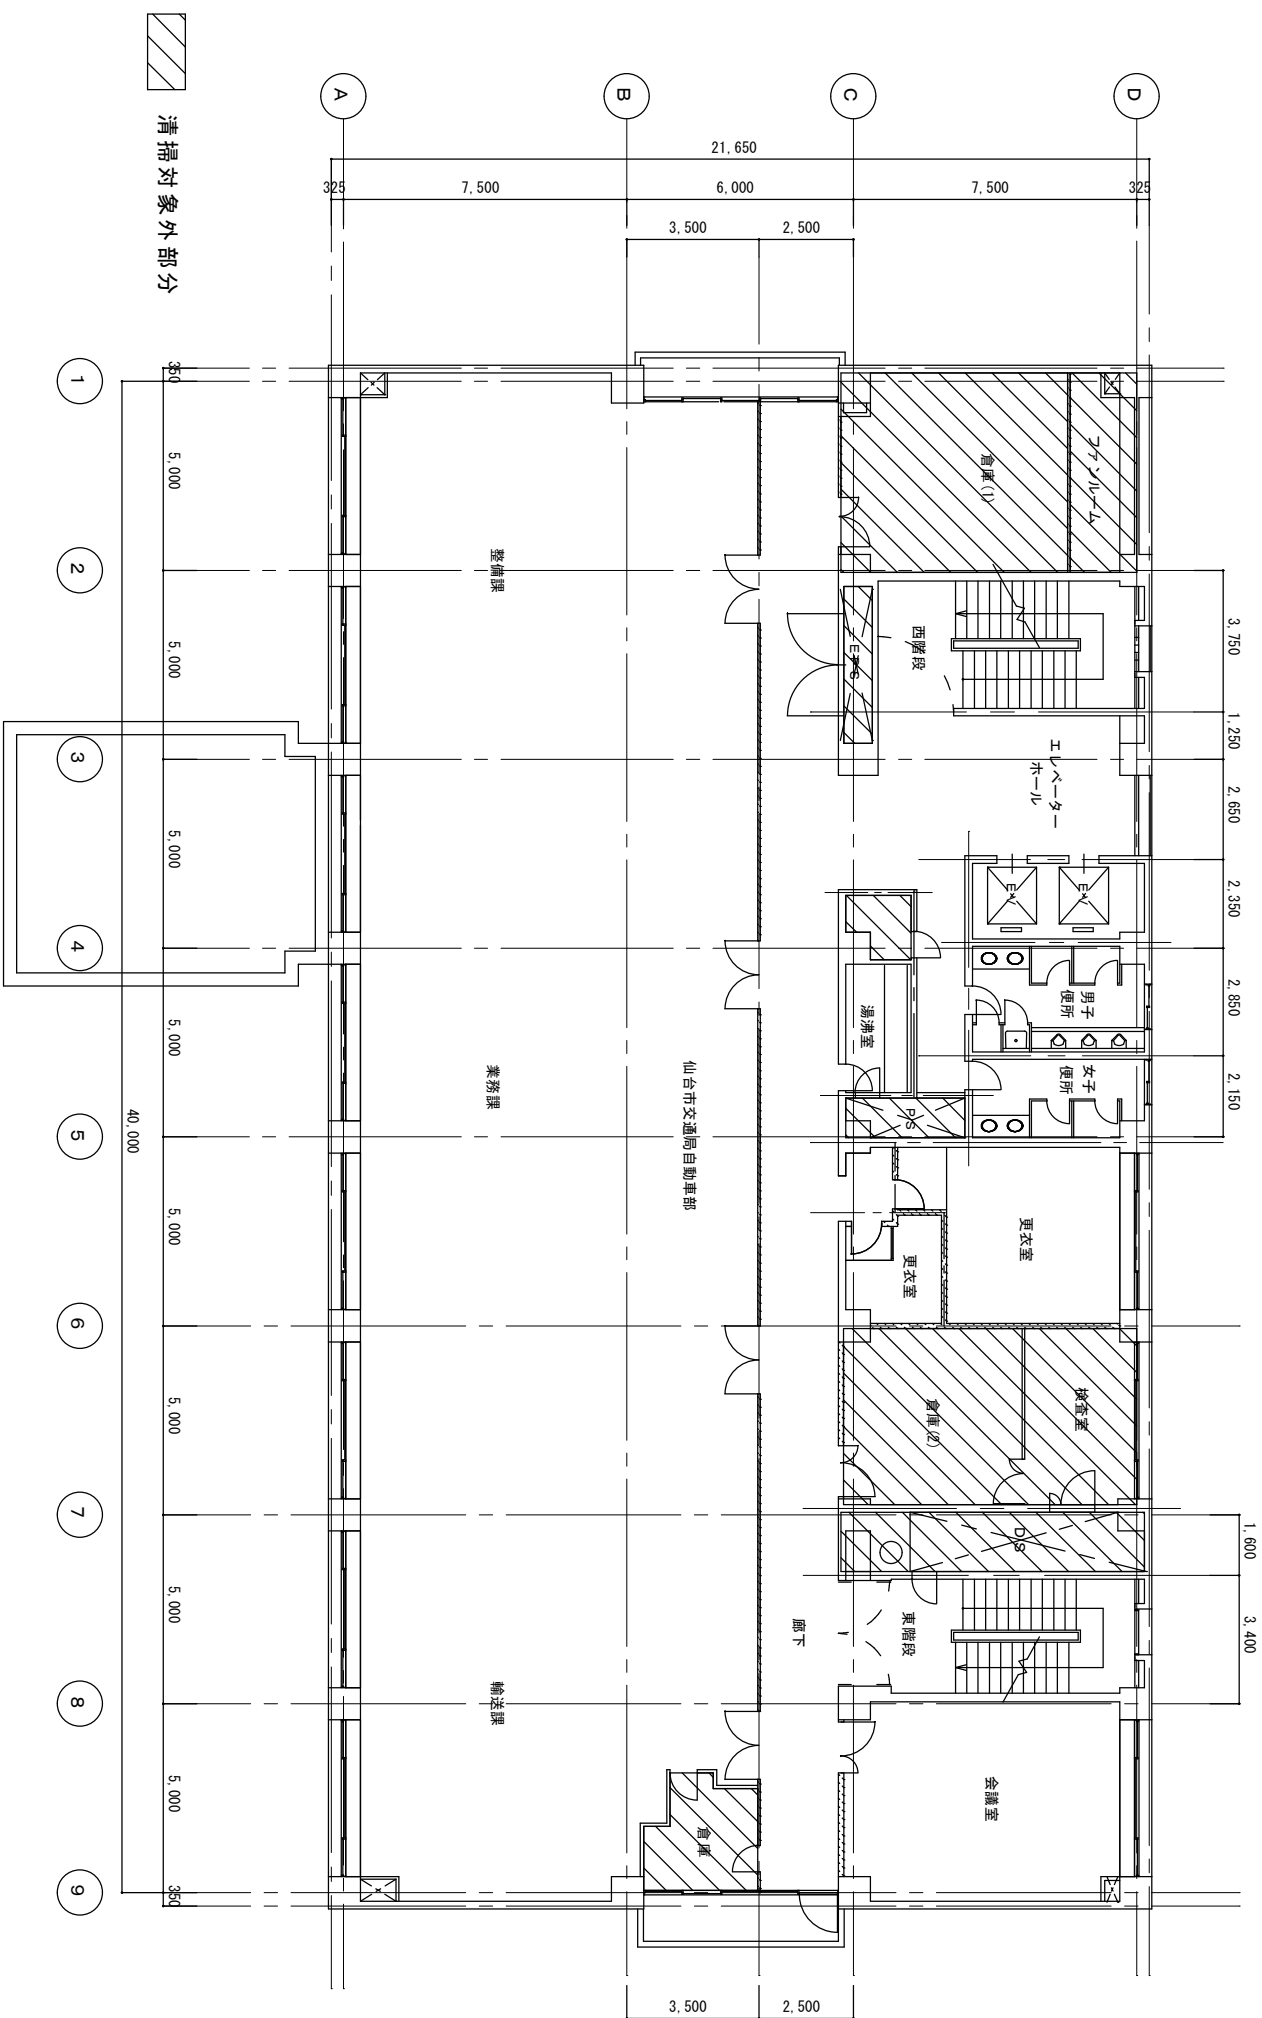 清掃対象外部分
A
B
C
D
21,650
325
7,500
6,000
7,500
325
3,500
2,500
1
2
3
4
5
6
7
8
9
350
5,000
5,000
5,000
5,000
5,000
5,000
5,000
5,000
350
40,000
3,750
1,250
2,650
2,350
2,850
2,150
1,600
3,400
3,500
2,500
ファンルーム
倉庫(1)
西階段
EPS
エレベーター
ホール
EV
EV
男子
便所
女子
便所
湯沸室
PS
更衣室
更衣室
検査室
倉庫(2)
DS
東階段
廊下
会議室
倉庫
整備課
業務課
輸送課
仙台市交通局自動車部